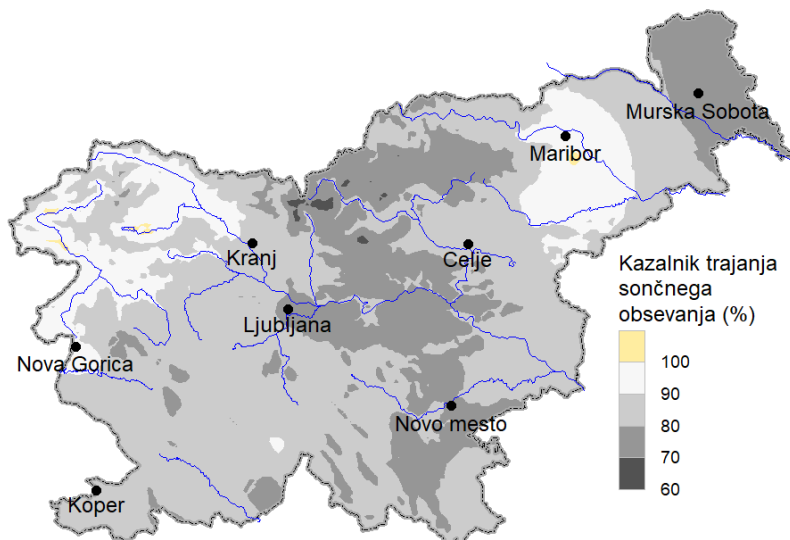 Murska Sobota
Maribor
Kranj
Celje
Ljubljana
Nova Gorica
Novo mesto
Koper
Kazalnik trajanja
sončnega
obsevanja (%)
100
90
80
70
60